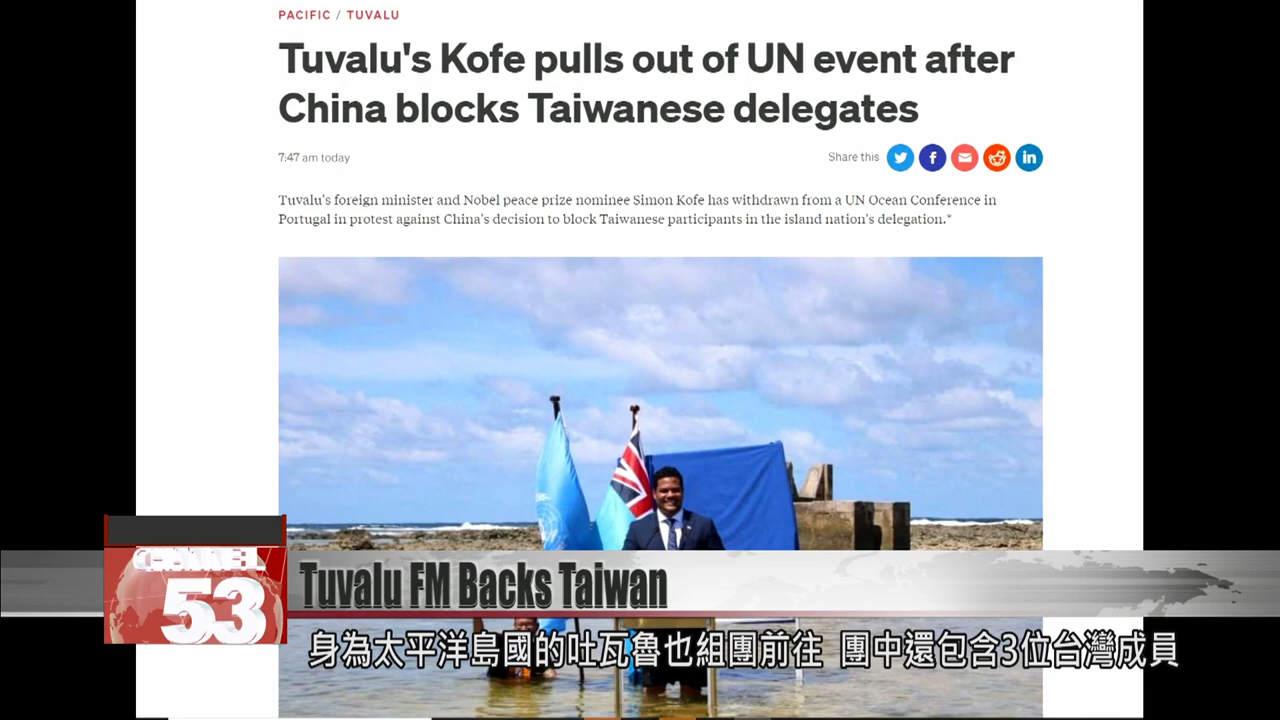 PACIFIC / TUVALU
Tuvalu's Kofe pulls out of UN event after
China blocks Taiwanese delegates
7:47 am today
Share this
Tuvalu's foreign minister and Nobel peace prize nominee Simon Kofe has withdrawn from a UN Ocean Conference in
Portugal in protest against China's decision to block Taiwanese participants in the island nation's delegation.*
CHANNEL
53
Tuvalu FM Backs Taiwan
身為太平洋島國的吐瓦魯也組團前往 團中還包含3位台灣成員